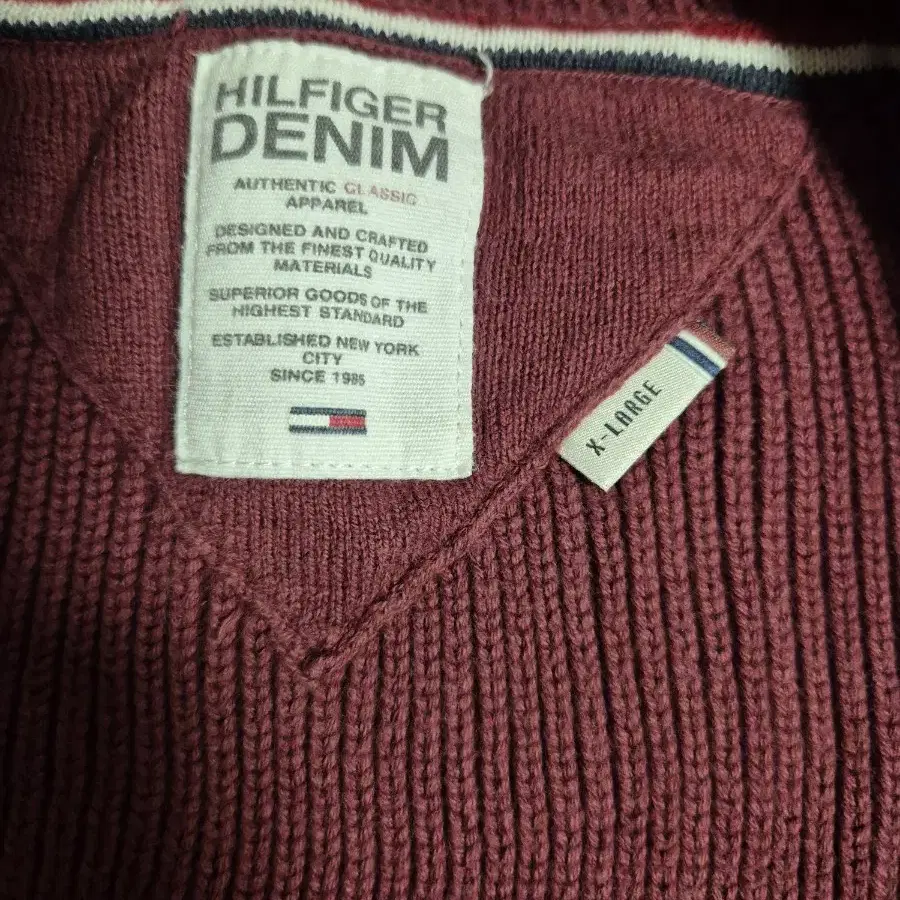 HILFIGER
DENIM
AUTHENTIC CLASSIC
APPAREL
DESIGNED AND CRAFTED
FROM THE FINEST QUALITY
MATERIALS
SUPERIOR GOODS OF THE
HIGHEST STANDARD
ESTABLISHED NEW YORK
CITY
SINCE 1985
X-LARGE